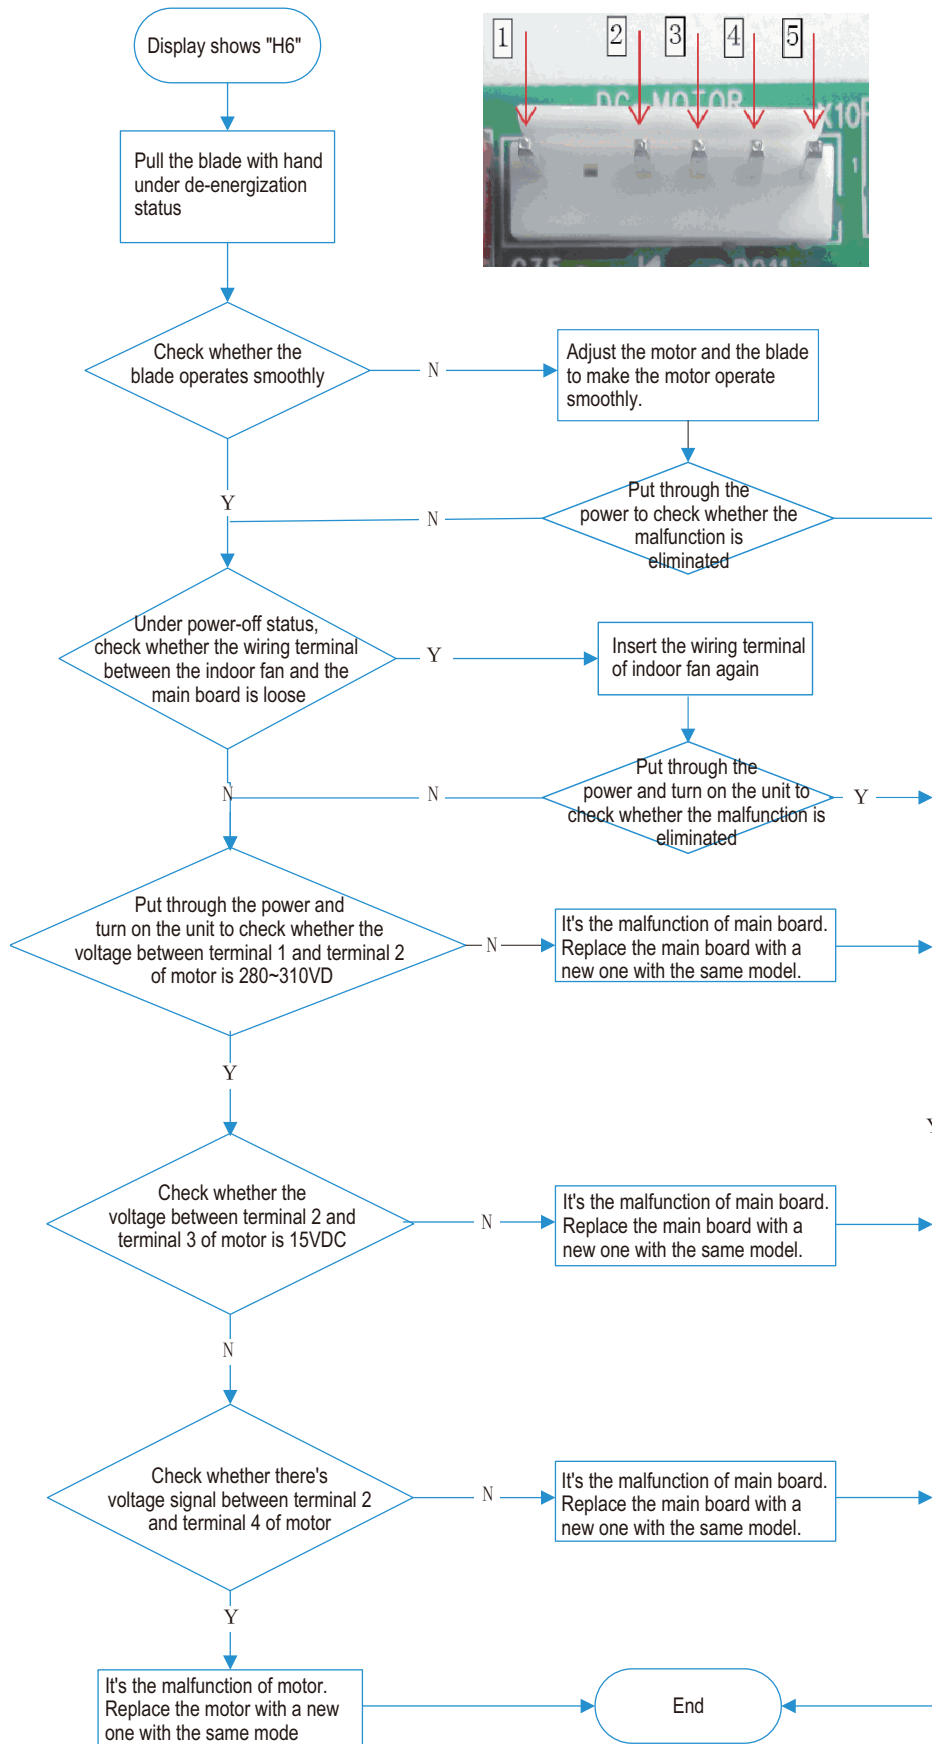 Display shows "H6"
1 2 3 4 5
DC MOTOR
X10
1
Pull the blade with hand
under de-energization
status
Check whether the
blade operates smoothly
N
Adjust the motor and the blade
to make the motor operate
smoothly.
Y
N
Put through the
power to check whether the
malfunction is
eliminated
Under power-off status,
check whether the wiring terminal
between the indoor fan and the
main board is loose
Y
Insert the wiring terminal
of indoor fan again
N
N
Put through the
power and turn on the unit to
check whether the malfunction is
eliminated
Y
Put through the power and
turn on the unit to check whether the
voltage between terminal 1 and terminal 2
of motor is 280~310VD
N
It's the malfunction of main board.
Replace the main board with a
new one with the same model.
Y
Y
Check whether the
voltage between terminal 2 and
terminal 3 of motor is 15VDC
N
It's the malfunction of main board.
Replace the main board with a
new one with the same model.
N
Check whether there's
voltage signal between terminal 2
and terminal 4 of motor
N
It's the malfunction of main board.
Replace the main board with a
new one with the same model.
Y
It's the malfunction of motor.
Replace the motor with a new
one with the same mode
End